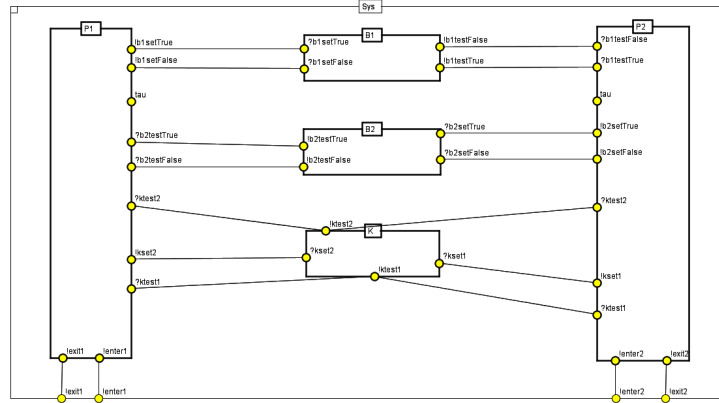 Sys
P1
B1
P2
!b1setTrue
?b1setTrue
!b1testFalse
?b1testFalse
!b1setFalse
?b1setFalse
!b1testTrue
?b1testTrue
tau
tau
B2
?b2testTrue
!b2testTrue
?b2setTrue
!b2setTrue
?b2testFalse
!b2testFalse
?b2setFalse
!b2setFalse
?ktest2
!ktest2
K
?ktest2
!kset2
?kset2
?kset1
!kset1
?ktest1
!ktest1
?ktest1
!exit1
!enter1
!enter2
!exit2
!exit1
!enter1
!enter2
!exit2